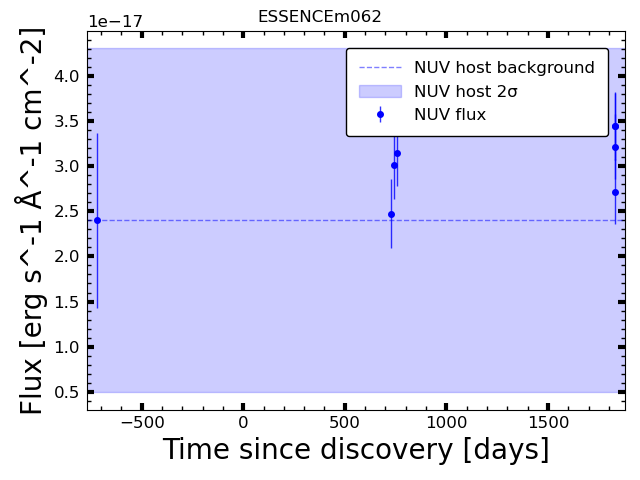 ESSENCEm062
1e−17
Flux [erg s^-1 Å^-1 cm^-2]
4.0
3.5
3.0
2.5
2.0
1.5
1.0
0.5
NUV host background
NUV host 2σ
NUV flux
−500 0 500 1000 1500
Time since discovery [days]